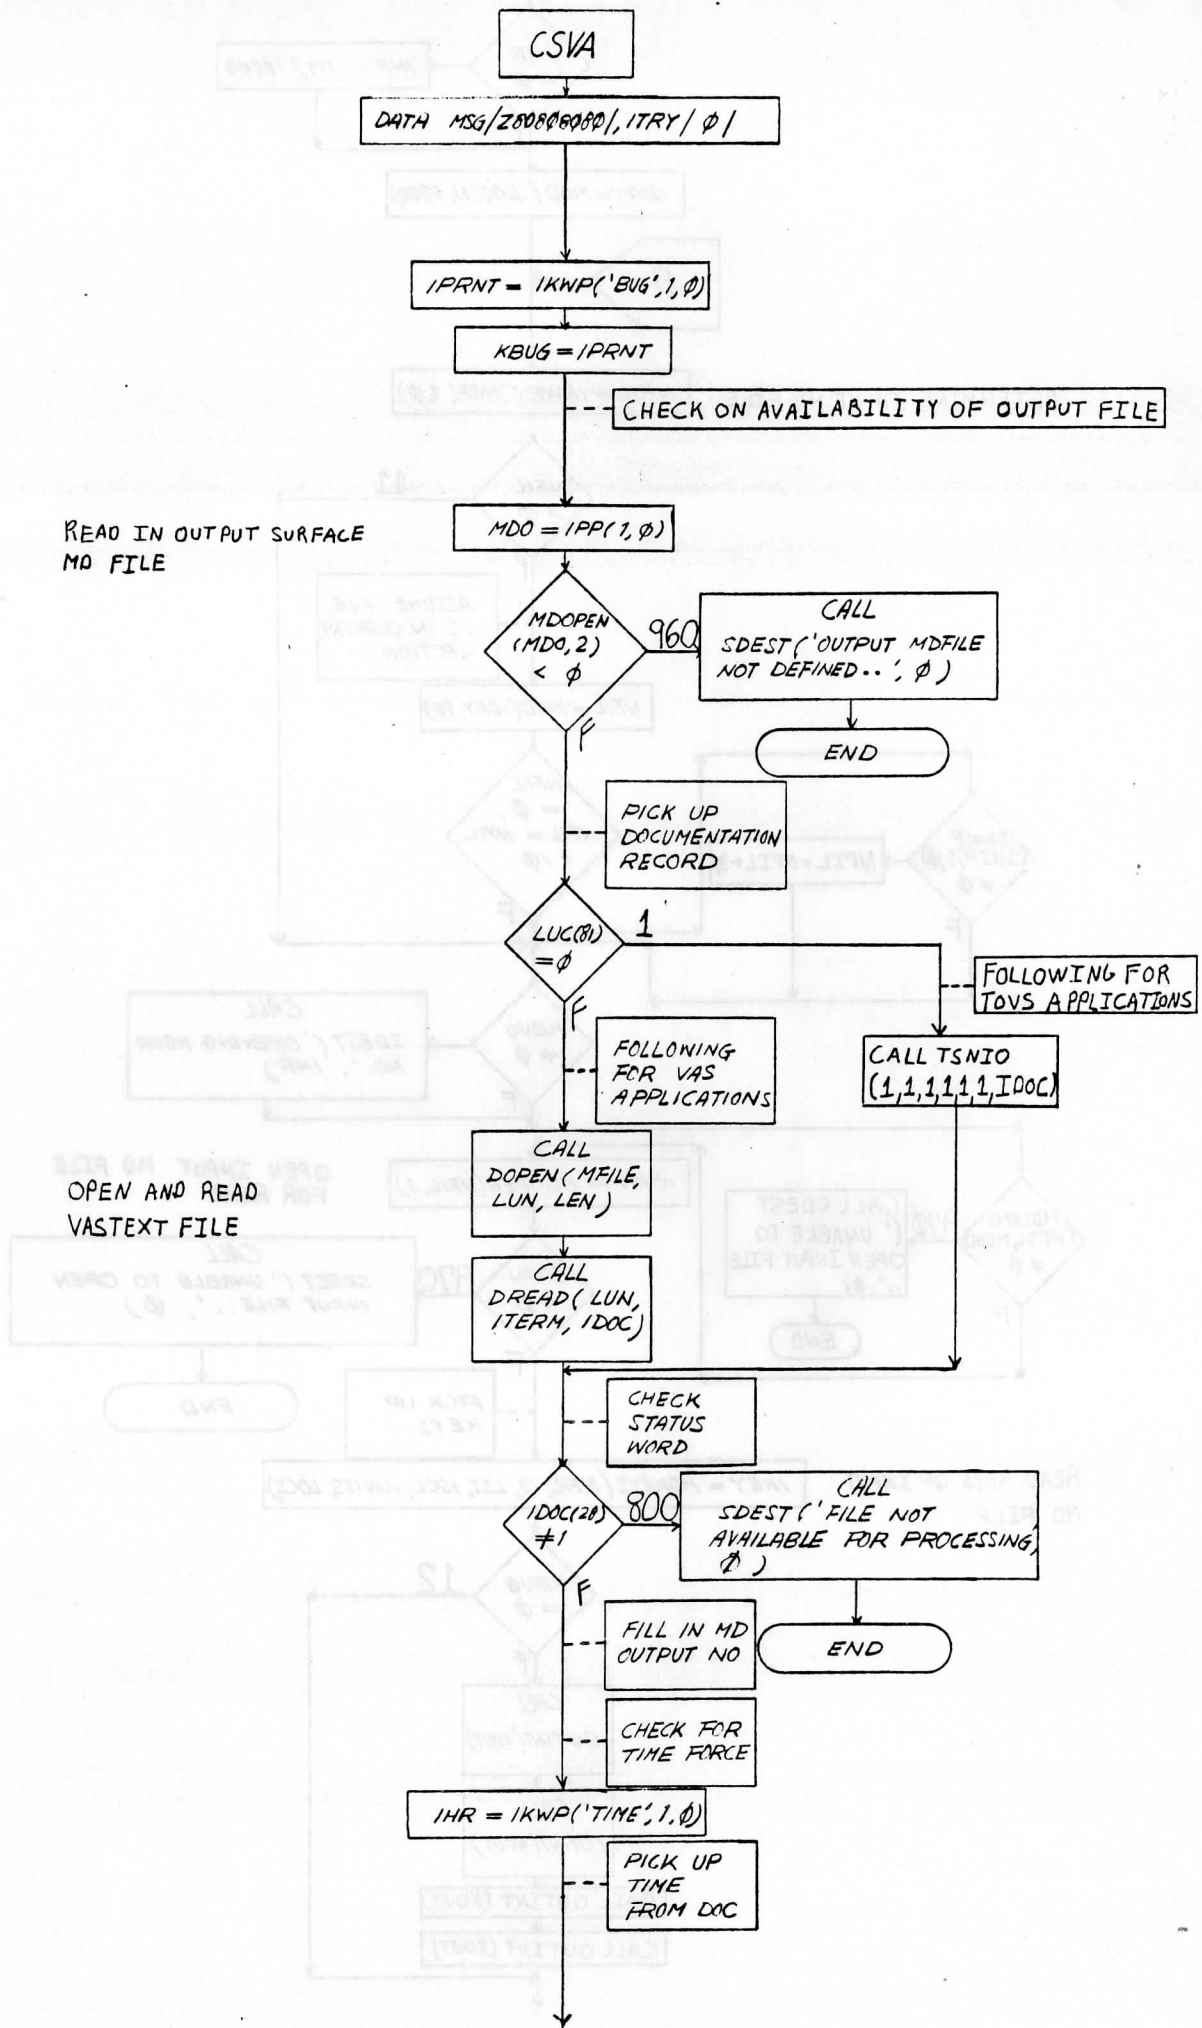 CSVA
DATA MSG/Z80808080/, ITRY/ ϕ/
IPRNT = IKWP('BUG',1,ϕ)
KBUG = IPRNT
CHECK ON AVAILABILITY OF OUTPUT FILE
READ IN OUTPUT SURFACE
MD FILE
MDO = IPP(1,ϕ)
MDOPEN
(MDO,2)
< ϕ
960
CALL
SDEST('OUTPUT MDFILE
NOT DEFINED..', ϕ)
F
END
PICK UP
DOCUMENTATION
RECORD
LUC(81)
=ϕ
1
F
FOLLOWING FOR
TOVS APPLICATIONS
FOLLOWING
FOR VAS
APPLICATIONS
CALL TSNIO
(1,1,1,1,1,1,IDOC)
OPEN AND READ
VASTEXT FILE
CALL
DOPEN(MFILE,
LUN, LEN)
CALL
DREAD(LUN,
ITERM, IDOC)
CHECK
STATUS
WORD
IDOC(28)
≠1
800
CALL
SDEST('FILE NOT
AVAILABLE FOR PROCESSING,
ϕ)
F
FILL IN MD
OUTPUT NO
END
CHECK FOR
TIME FORCE
IHR = IKWP('TIME',1,ϕ)
PICK UP
TIME
FROM DOC